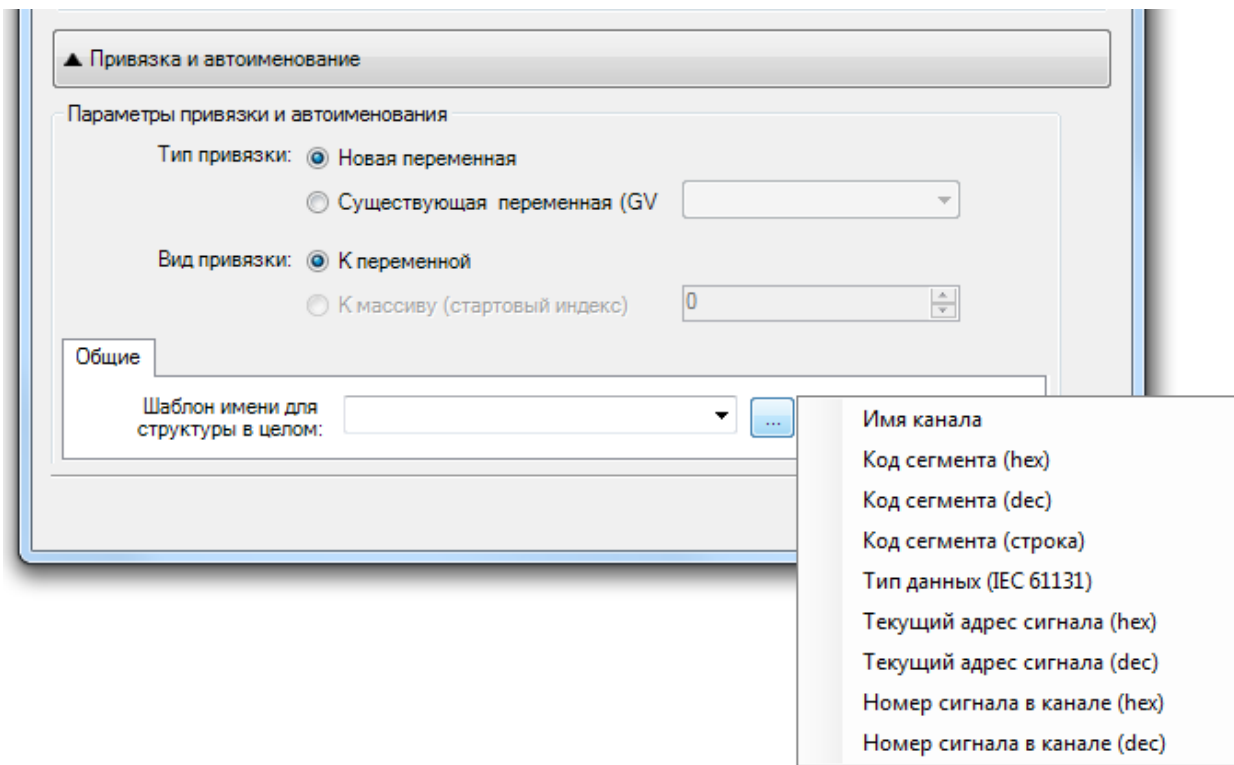 ▲ Привязка и автоименование
Параметры привязки и автоименования
Тип привязки: Новая переменная
Существующая переменная (GV
Вид привязки: К переменной
К массиву (стартовый индекс) 0
Общие
Шаблон имени для
структуры в целом: ...
Имя канала
Код сегмента (hex)
Код сегмента (dec)
Код сегмента (строка)
Тип данных (IEC 61131)
Текущий адрес сигнала (hex)
Текущий адрес сигнала (dec)
Номер сигнала в канале (hex)
Номер сигнала в канале (dec)